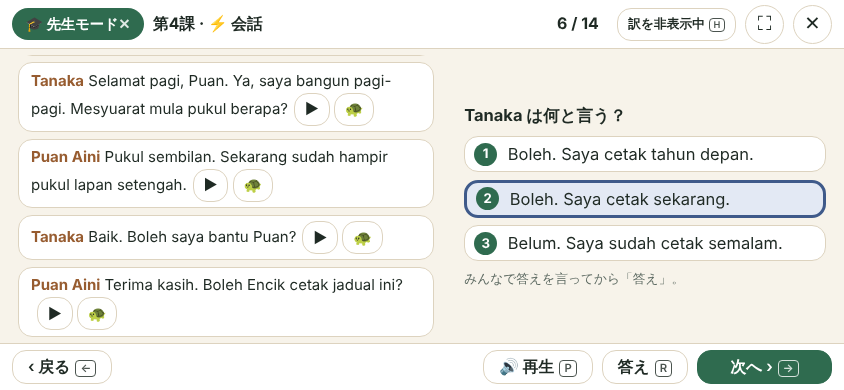 🎓 先生モード✕ 第4課 · ⚡ 会話 6 / 14 訳を非表示中 H ✕
Tanaka Selamat pagi, Puan. Ya, saya bangun pagi-
pagi. Mesyuarat mula pukul berapa? ▶ 🐢
Puan Aini Pukul sembilan. Sekarang sudah hampir
pukul lapan setengah. ▶ 🐢
Tanaka Baik. Boleh saya bantu Puan? ▶ 🐢
Puan Aini Terima kasih. Boleh Encik cetak jadual ini?
▶ 🐢
Tanaka は何と言う？
1 Boleh. Saya cetak tahun depan.
2 Boleh. Saya cetak sekarang.
3 Belum. Saya sudah cetak semalam.
みんなで答えを言ってから「答え」。
‹ 戻る ← 🔊 再生 P 答え R 次へ › →